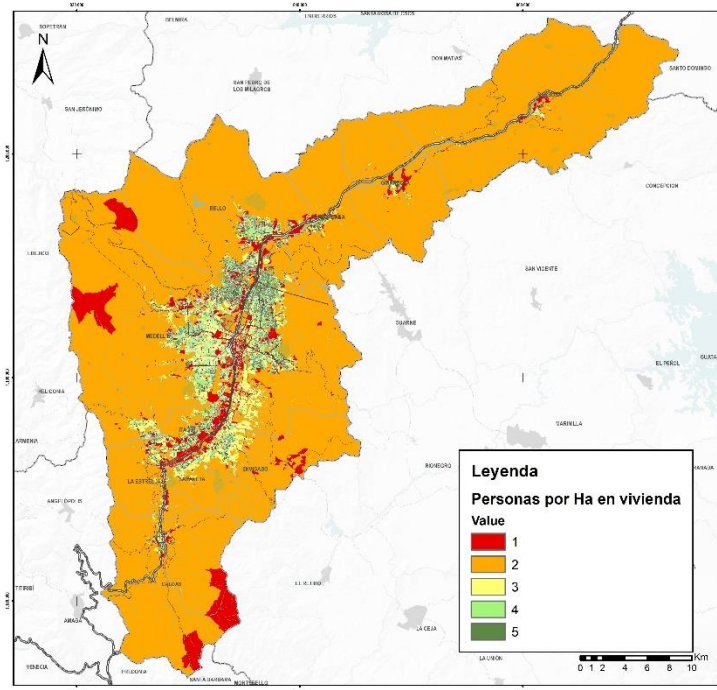 SOPETRAN
BELMIRA
ENTRERRIOS
SANTA ROSA DE OSOS
N
DON MATIAS
SANTO DOMINGO
SAN PEDRO DE
LOS MILAGROS
SAN JERÓNIMO
CONCEPCION
BELLO
SAN VICENTE
GUARNE
MEDELLIN
EL PEÑOL
HELICONIA
MARINILLA
ARMENIA
ENVIGADO
RIONEGRO
LA ESTRELLA
SABANETA
ANGELOPOLIS
CALDAS
EL RETIRO
TITIRIBI
AMAGA
LA CEJA
LA UNIÓN
VENECIA
FREDONIA
SANTA BARBARA
MONTEBELLO
Leyenda
Personas por Ha en vivienda
Value
1
2
3
4
5
0 1 2 4 6 8 10 Km